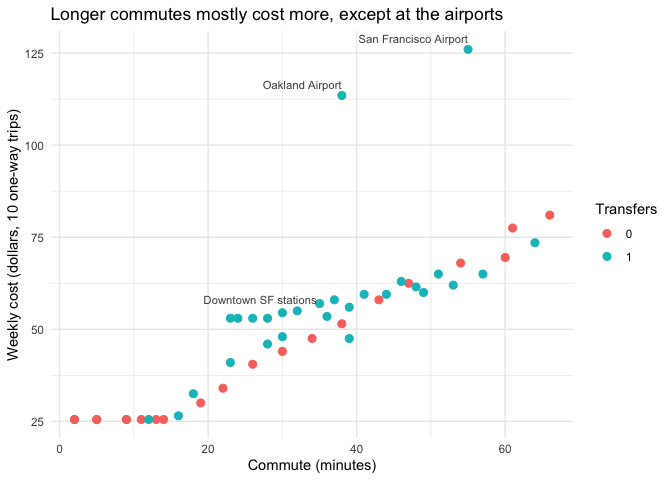 Longer commutes mostly cost more, except at the airports
San Francisco Airport
Oakland Airport
Downtown SF stations
Weekly cost (dollars, 10 one-way trips)
125
100
75
50
25
0
20
40
60
Commute (minutes)
Transfers
0
1